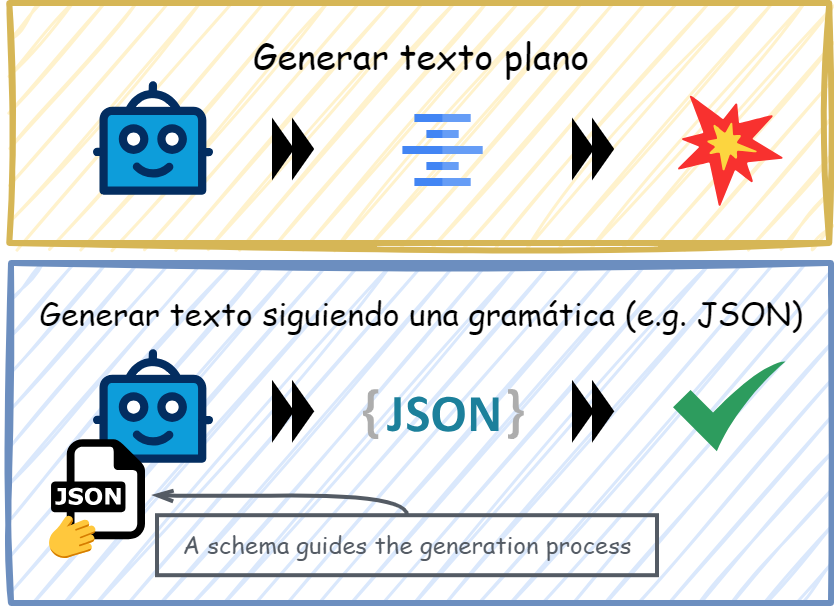 Generar texto plano
Generar texto siguiendo una gramática (e.g. JSON)
{JSON}
JSON
A schema guides the generation process